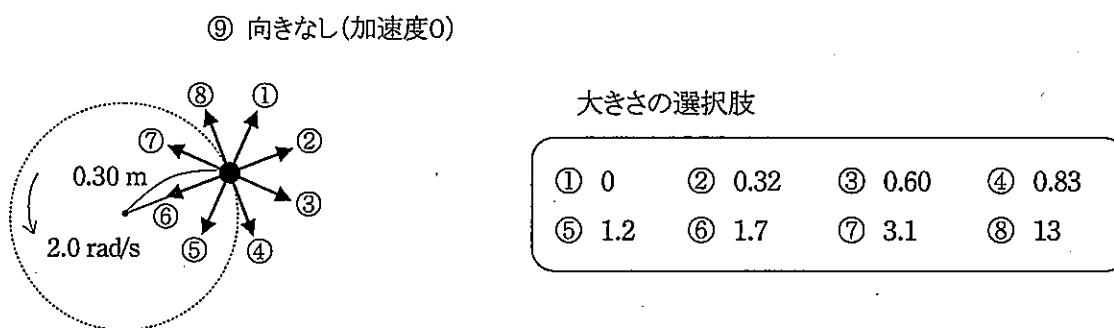 ⑨ 向きなし(加速度0)
⑧ ①
⑦ ②
0.30 m
⑥ ③
⑤ ④
2.0 rad/s
大きさの選択肢
① 0 ② 0.32 ③ 0.60 ④ 0.83
⑤ 1.2 ⑥ 1.7 ⑦ 3.1 ⑧ 13